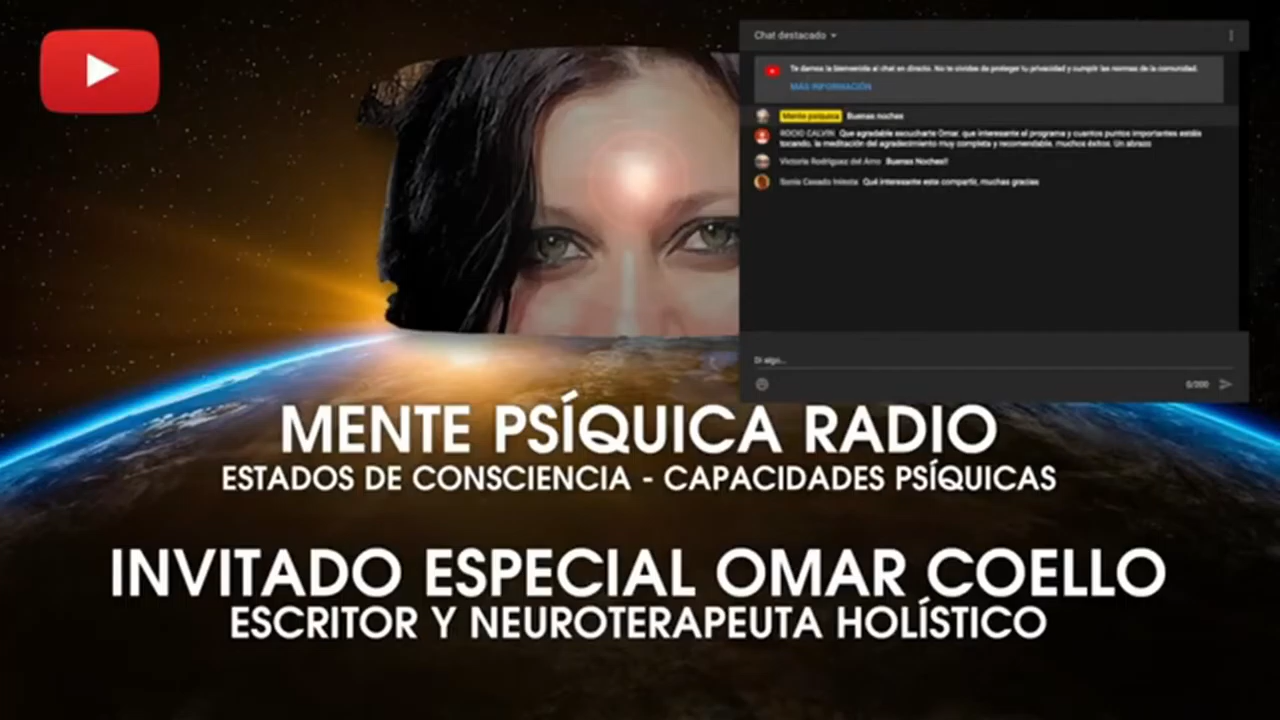 Chat destacado
Te damos la bienvenida al chat en directo. No te olvides de proteger tu privacidad y cumplir las normas de la comunidad.
MÁS INFORMACIÓN
Mente psiquica Buenas noches
ROCIO CALVIN Que agradable escucharte Omar, que interesante el programa y cuantos puntos importantes estáis
tocando, la meditación del agradecimiento muy completa y recomendable, muchos éxitos. Un abrazo
Victoria Rodríguez del Amo Buenas Noches!!
Sonia Casado Iniesta Qué interesante este compartir, muchas gracias
Di algo...
0/200
MENTE PSÍQUICA RADIO
ESTADOS DE CONSCIENCIA - CAPACIDADES PSÍQUICAS
INVITADO ESPECIAL OMAR COELLO
ESCRITOR Y NEUROTERAPEUTA HOLÍSTICO